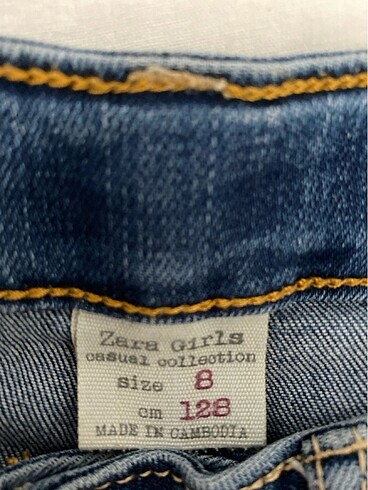 Zara Girls
casual collection
size 8
cm 128
MADE IN CAMBODIA